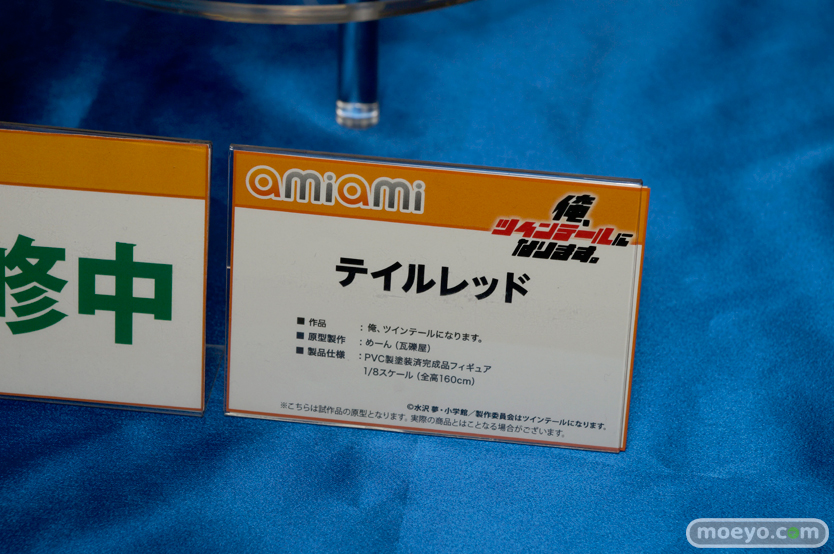 修中
amiami
俺、
ツインテールに
なります。
テイルレッド
■ 作品 : 俺、ツインテールになります。
■ 原型製作 : めーん (瓦礫屋)
■ 製品仕様 : PVC製塗装済完成品フィギュア
1/8スケール (全高160cm)
©水沢 夢・小学館／製作委員会はツインテールになります。
※こちらは試作品の原型となります。実際の商品とはことなる場合がございます。
moeyo.com